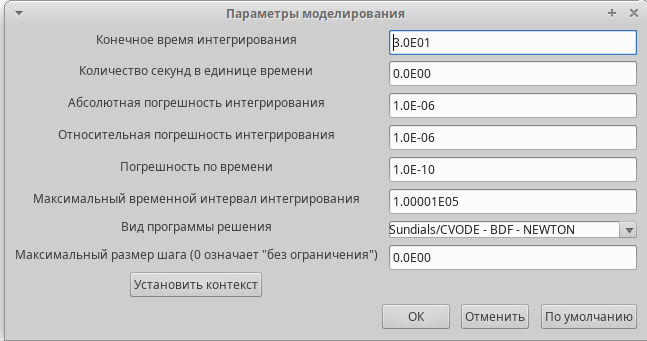 Параметры моделирования
Конечное время интегрирования 3.0E01
Количество секунд в единице времени 0.0E00
Абсолютная погрешность интегрирования 1.0E-06
Относительная погрешность интегрирования 1.0E-06
Погрешность по времени 1.0E-10
Максимальный временной интервал интегрирования 1.00001E05
Вид программы решения Sundials/CVODE - BDF - NEWTON
Максимальный размер шага (0 означает "без ограничения") 0.0E00
Установить контекст
ОК Отменить По умолчанию